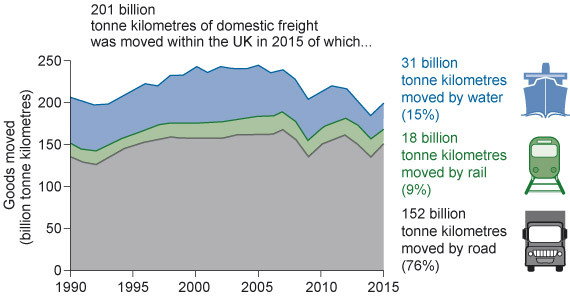 201 billion
tonne kilometres of domestic freight
was moved within the UK in 2015 of which...
Goods moved
(billion tonne kilometres)
250
200
150
100
50
0
1990
1995
2000
2005
2010
2015
31 billion
tonne kilometres
moved by water
(15%)
18 billion
tonne kilometres
moved by rail
(9%)
152 billion
tonne kilometres
moved by road
(76%)